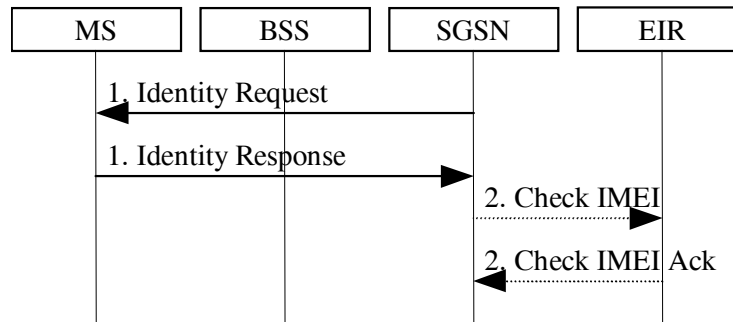 MS BSS SGSN EIR
1. Identity Request
1. Identity Response
2. Check IMEI
2. Check IMEI Ack